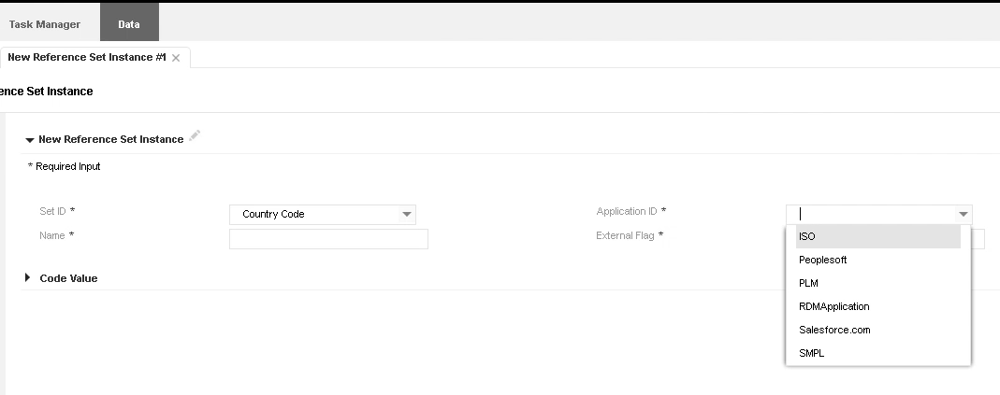 Task Manager Data
New Reference Set Instance #1
ence Set Instance
New Reference Set Instance
* Required Input
Set ID * Country Code Application ID *
Name * External Flag *
ISO
Peoplesoft
Code Value
PLM
RDMApplication
Salesforce.com
SMPL